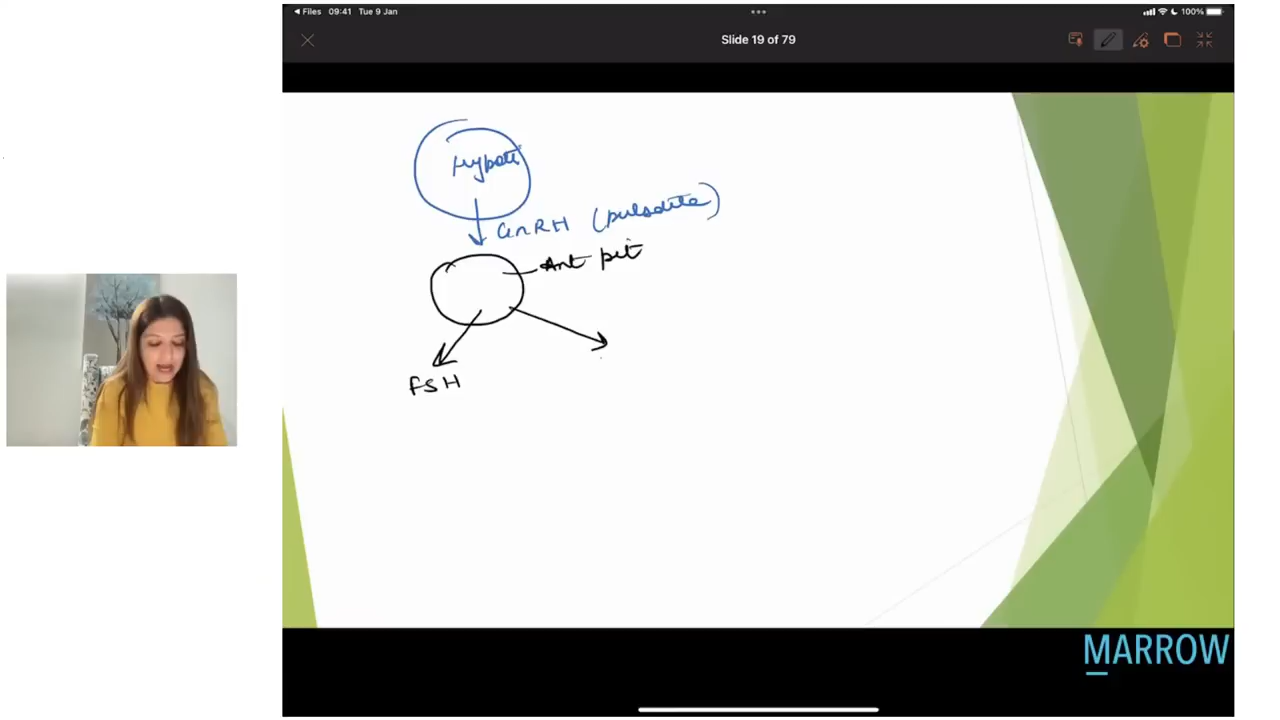 Files 09:41 Tue 9 Jan
100%
Slide 19 of 79
Hypoth
GnRH (pulsatile)
Ant pit
FSH
MARROW